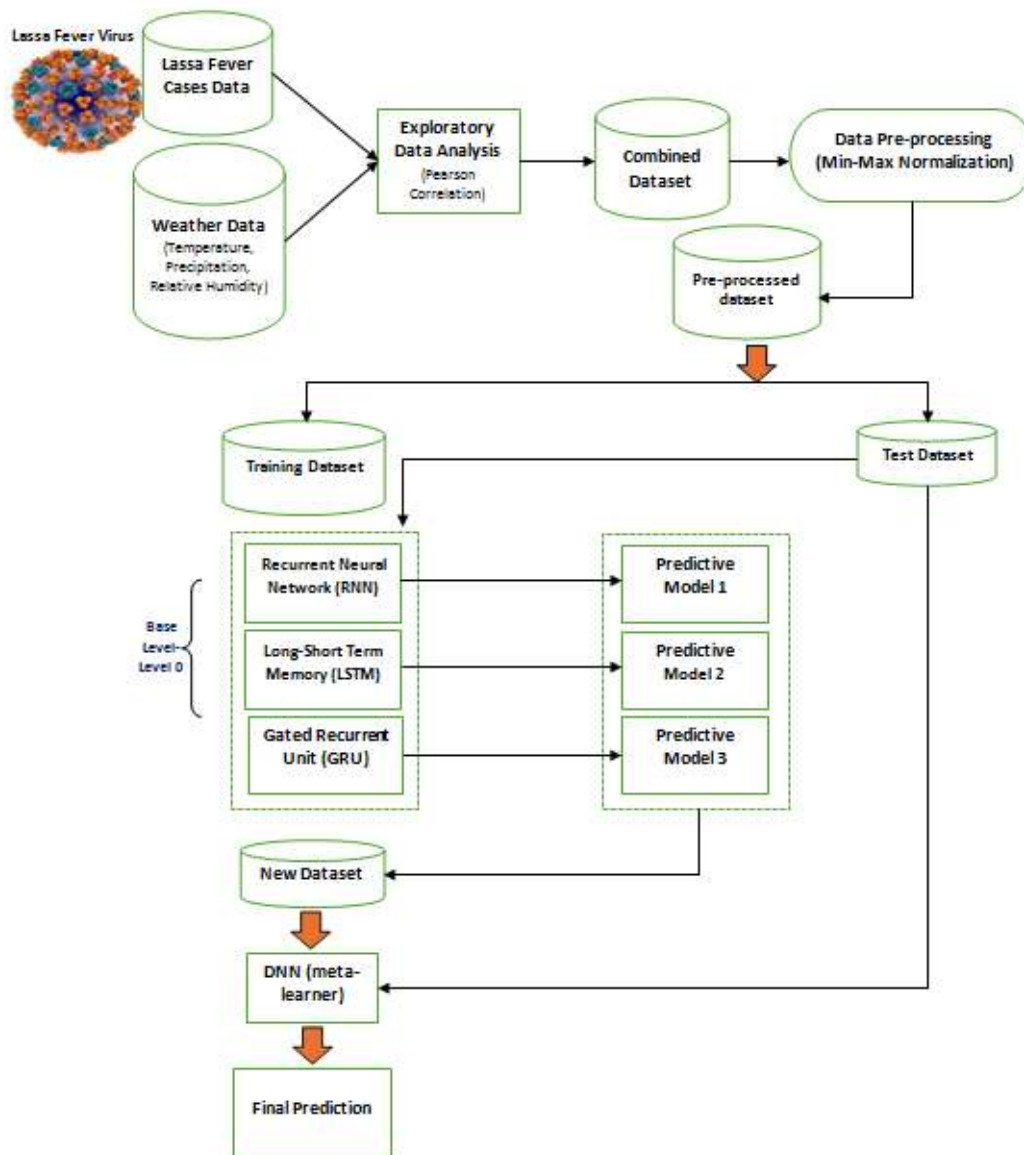 Lassa Fever Virus
Lassa Fever
Cases Data
Weather Data
(Temperature,
Precipitation,
Relative Humidity)
Exploratory
Data Analysis
(Pearson
Correlation)
Combined
Dataset
Data Pre-processing
(Min-Max Normalization)
Pre-processed
dataset
Training Dataset
Test Dataset
Base
Level-
Level 0
Recurrent Neural
Network (RNN)
Predictive
Model 1
Long-Short Term
Memory (LSTM)
Predictive
Model 2
Gated Recurrent
Unit (GRU)
Predictive
Model 3
New Dataset
DNN (meta-
learner)
Final Prediction